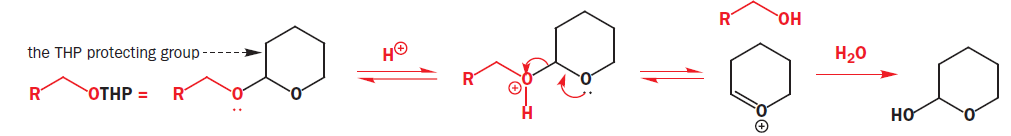 the THP protecting group
R OTHP = R O O
H⊕
R O ⊕ H O
R OH
O ⊕
H₂O
HO O